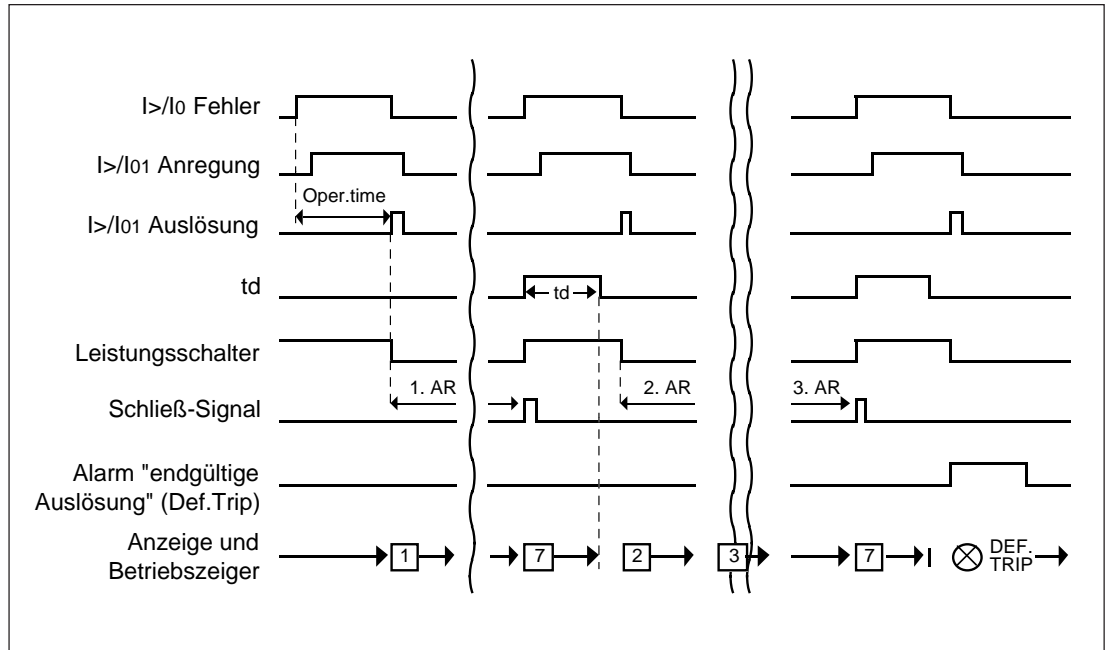 I>/I0 Fehler
I>/I01 Anregung
Oper.time
I>/I01 Auslösung
td
td
Leistungsschalter
1. AR
2. AR
3. AR
Schließ-Signal
Alarm "endgültige
Auslösung" (Def.Trip)
Anzeige und
Betriebszeiger
1
7
2
3
7
DEF.
TRIP